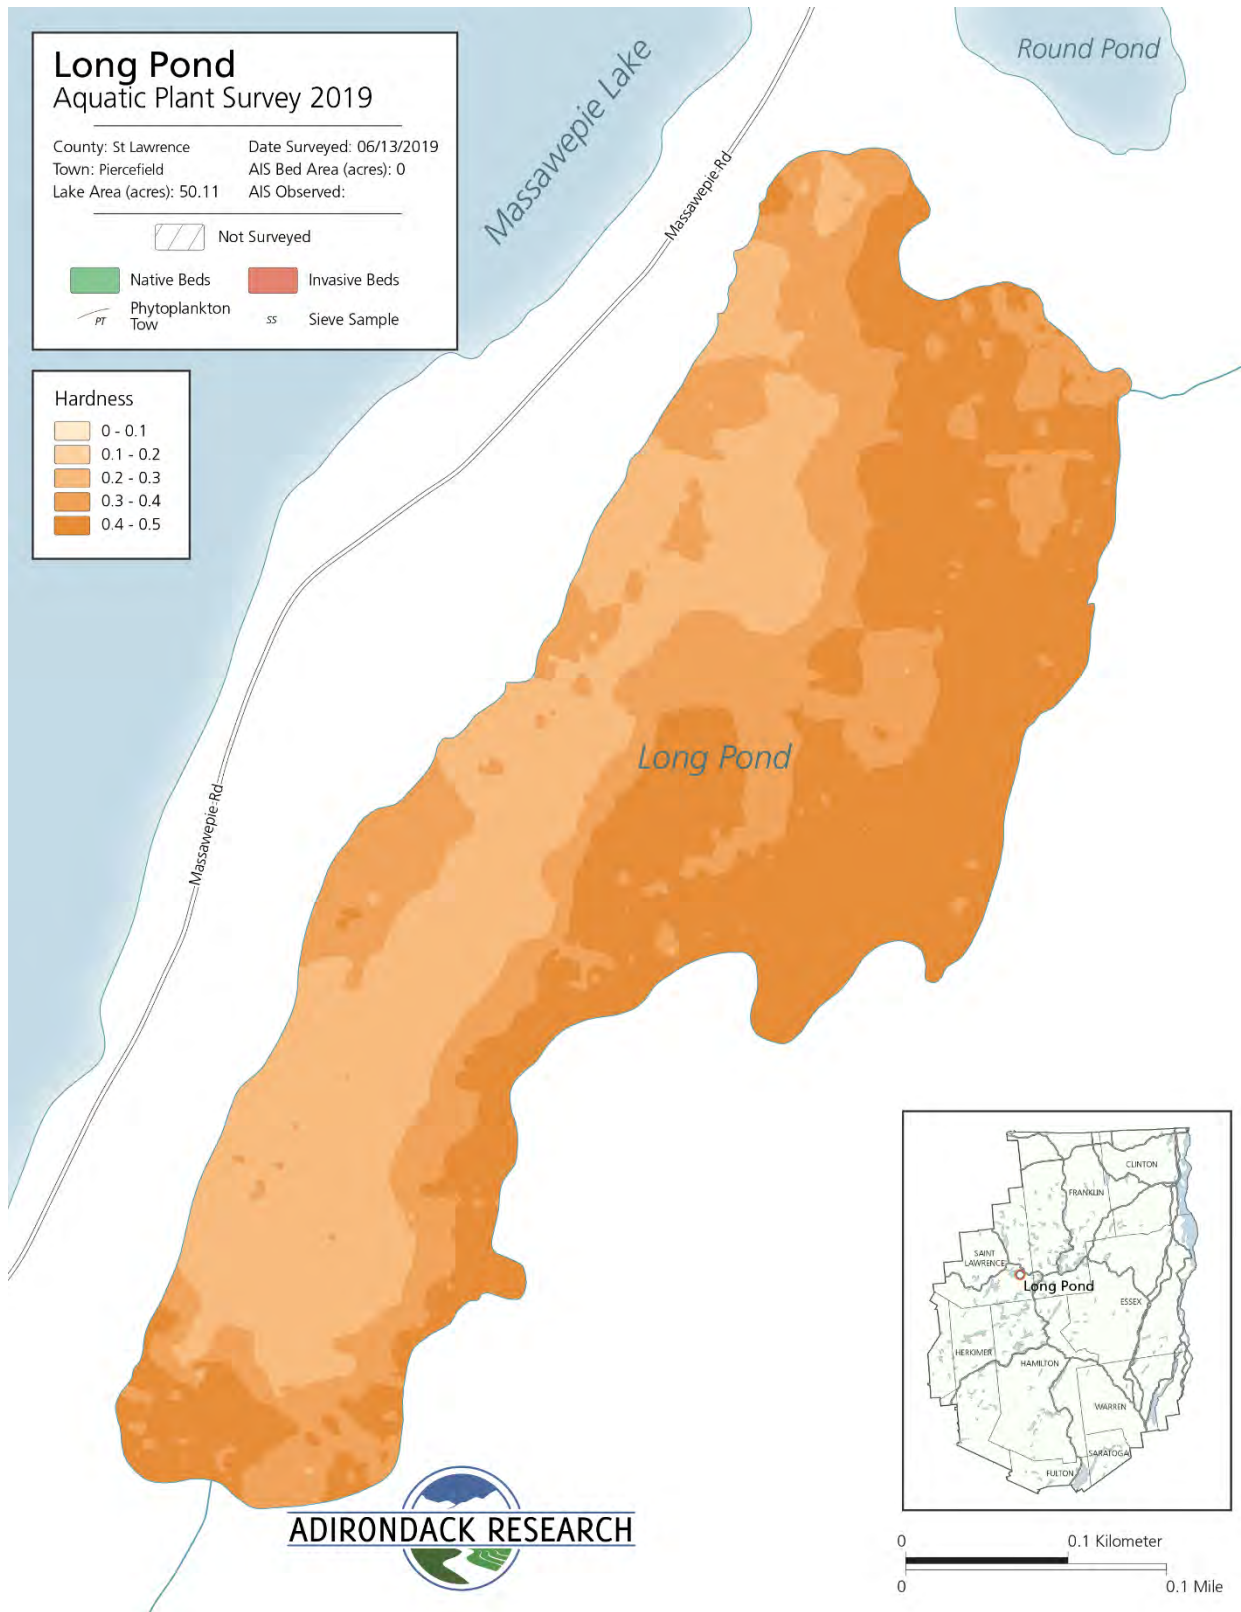 Long Pond
Aquatic Plant Survey 2019
County: St Lawrence
Town: Piercefield
Lake Area (acres): 50.11
Date Surveyed: 06/13/2019
AIS Bed Area (acres): 0
AIS Observed:
Not Surveyed
Native Beds
Invasive Beds
PT
Phytoplankton
Tow
SS
Sieve Sample
Hardness
0 - 0.1
0.1 - 0.2
0.2 - 0.3
0.3 - 0.4
0.4 - 0.5
Massawepie Lake
Round Pond
Massawepie Rd
Massawepie Rd
Long Pond
CLINTON
FRANKLIN
SAINT
LAWRENCE
Long Pond
ESSEX
HERKIMER
HAMILTON
WARREN
SARATOGA
FULTON
ADIRONDACK RESEARCH
0
0.1 Kilometer
0
0.1 Mile